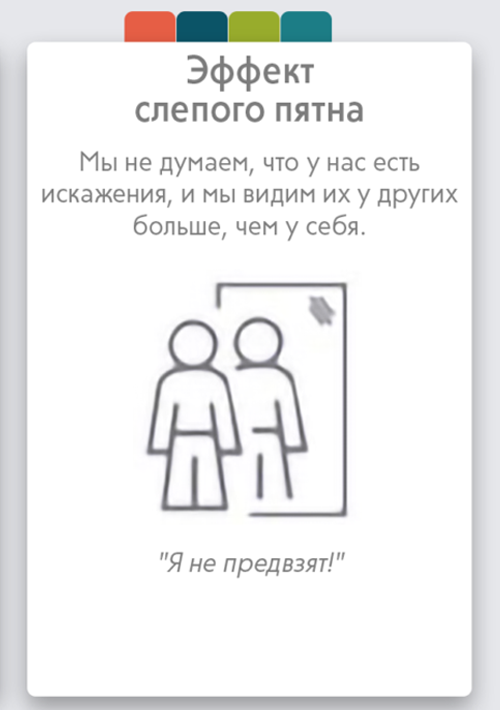 Эффект
слепого пятна
Мы не думаем, что у нас есть
искажения, и мы видим их у других
больше, чем у себя.
"Я не предвзят!"